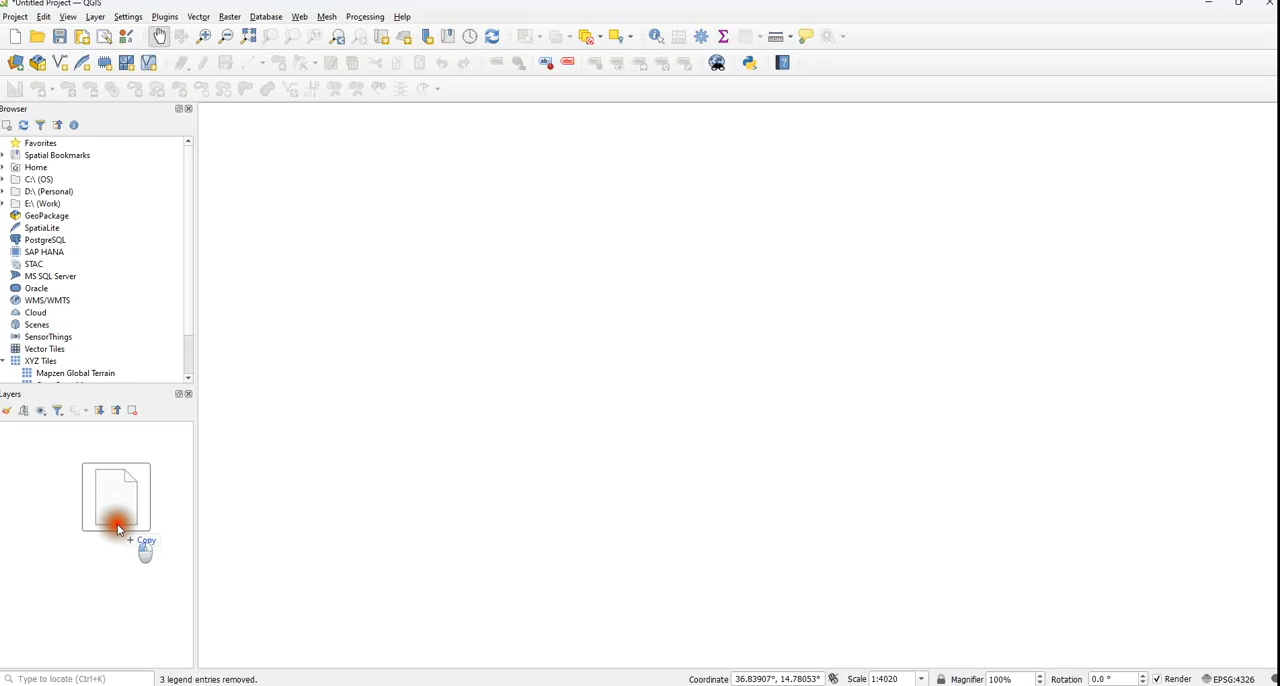 *Untitled Project — QGIS
Project Edit View Layer Settings Plugins Vector Raster Database Web Mesh Processing Help
Browser
Favorites
Spatial Bookmarks
Home
C:\ (OS)
D:\ (Personal)
E:\ (Work)
GeoPackage
SpatiaLite
PostgreSQL
SAP HANA
STAC
MS SQL Server
Oracle
WMS/WMTS
Cloud
Scenes
SensorThings
Vector Tiles
XYZ Tiles
Mapzen Global Terrain
Layers
+ Copy
Type to locate (Ctrl+K) 3 legend entries removed. Coordinate 36.83907°, 14.78053° Scale 1:4020 Magnifier 100% Rotation 0.0 ° Render EPSG:4326